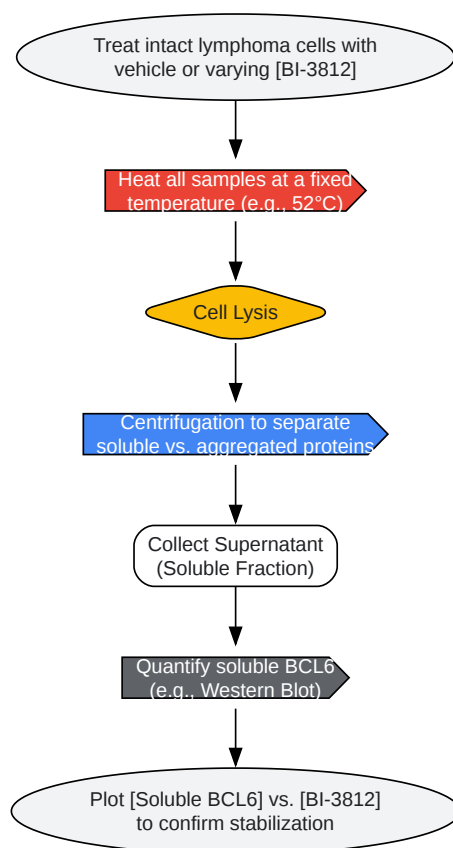 Treat intact lymphoma cells with
vehicle or varying [BI-3812]
Heat all samples at a fixed
temperature (e.g., 52°C)
Cell Lysis
Centrifugation to separate
soluble vs. aggregated proteins
Collect Supernatant
(Soluble Fraction)
Quantify soluble BCL6
(e.g., Western Blot)
Plot [Soluble BCL6] vs. [BI-3812]
to confirm stabilization